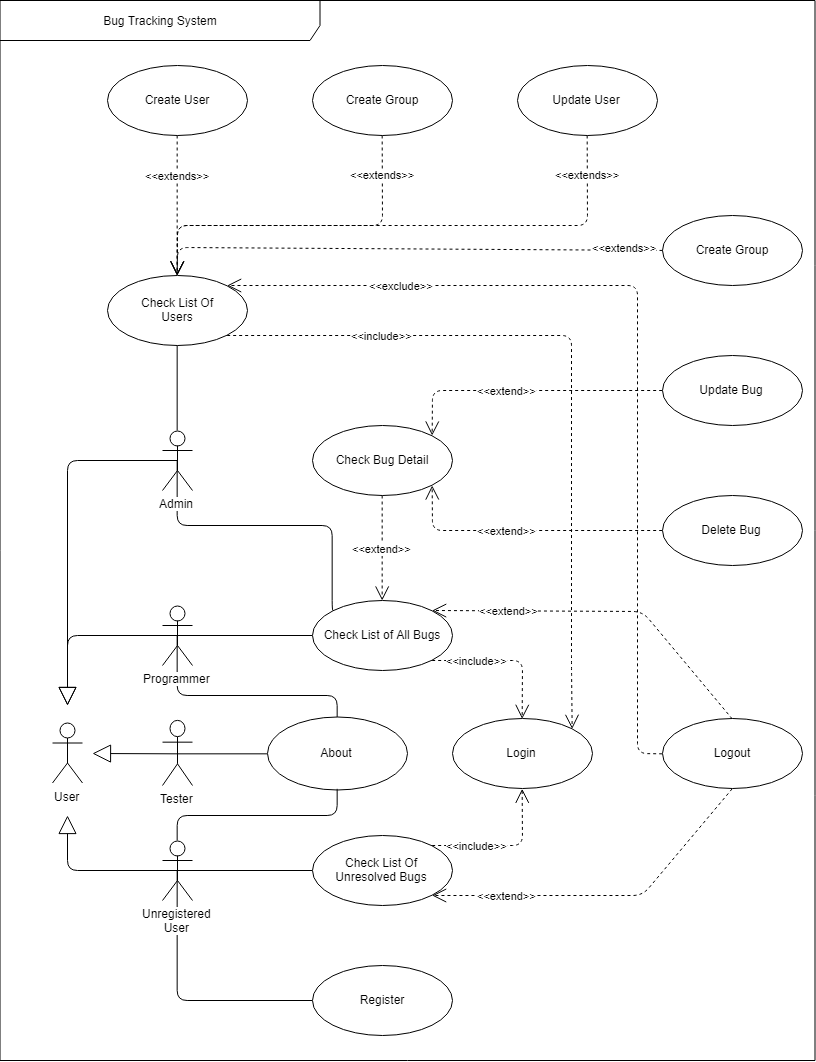 Bug Tracking System
Create User
Create Group
Update User
<<extends>>
<<extends>>
<<extends>>
<<extends>>
Create Group
<<exclude>>
Check List Of
Users
<<include>>
<<extend>>
Update Bug
Check Bug Detail
Admin
<<extend>>
Delete Bug
<<extend>>
<<extend>>
Check List of All Bugs
<<include>>
Programmer
About
Login
Logout
User
Tester
<<include>>
Check List Of
Unresolved Bugs
<<extend>>
Unregistered
User
Register